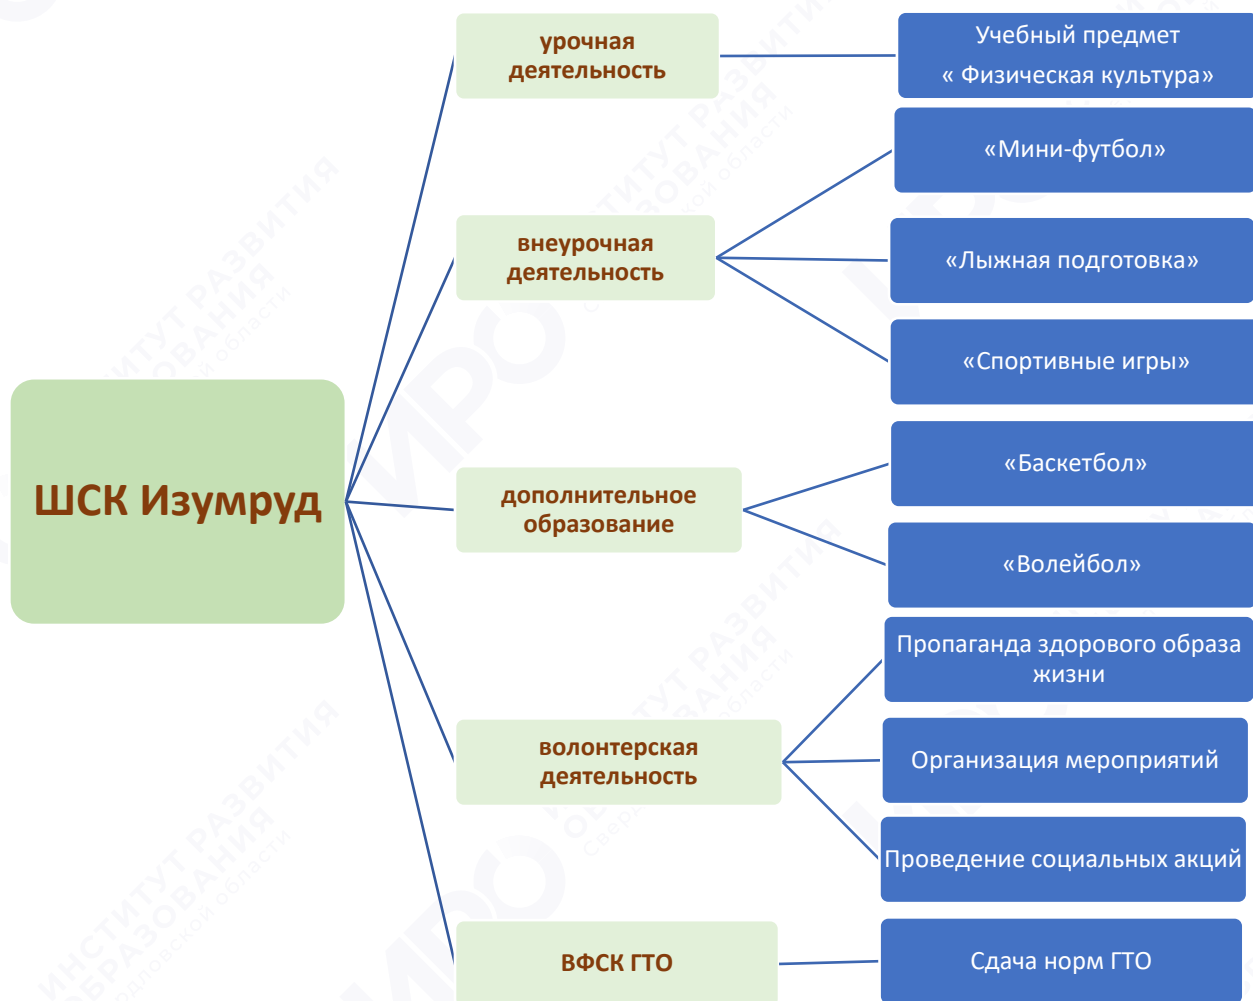 ШСК Изумруд
урочная
деятельность
Учебный предмет
« Физическая культура»
внеурочная
деятельность
«Мини-футбол»
«Лыжная подготовка»
«Спортивные игры»
дополнительное
образование
«Баскетбол»
«Волейбол»
волонтерская
деятельность
Пропаганда здорового образа
жизни
Организация мероприятий
Проведение социальных акций
ВФСК ГТО
Сдача норм ГТО